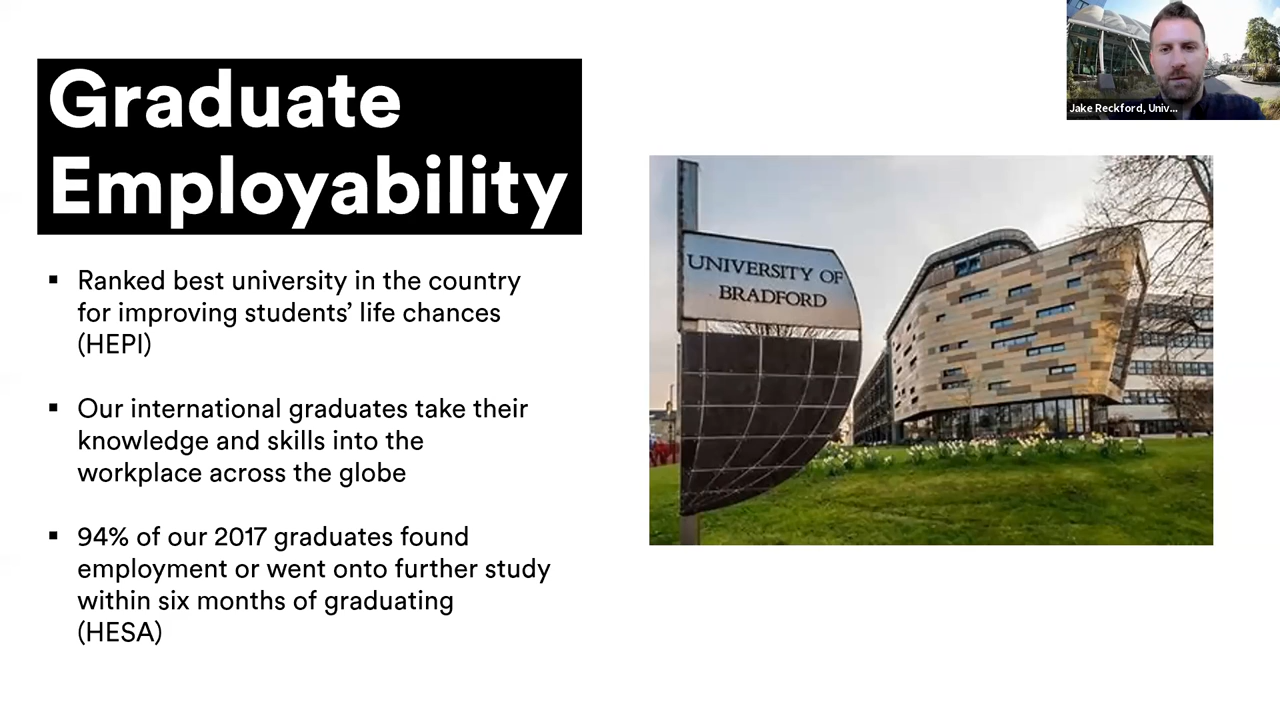 Graduate
Employability
▪ Ranked best university in the country
for improving students’ life chances
(HEPI)
▪ Our international graduates take their
knowledge and skills into the
workplace across the globe
▪ 94% of our 2017 graduates found
employment or went onto further study
within six months of graduating
(HESA)
UNIVERSITY OF
BRADFORD
Jake Reckford, Univ...